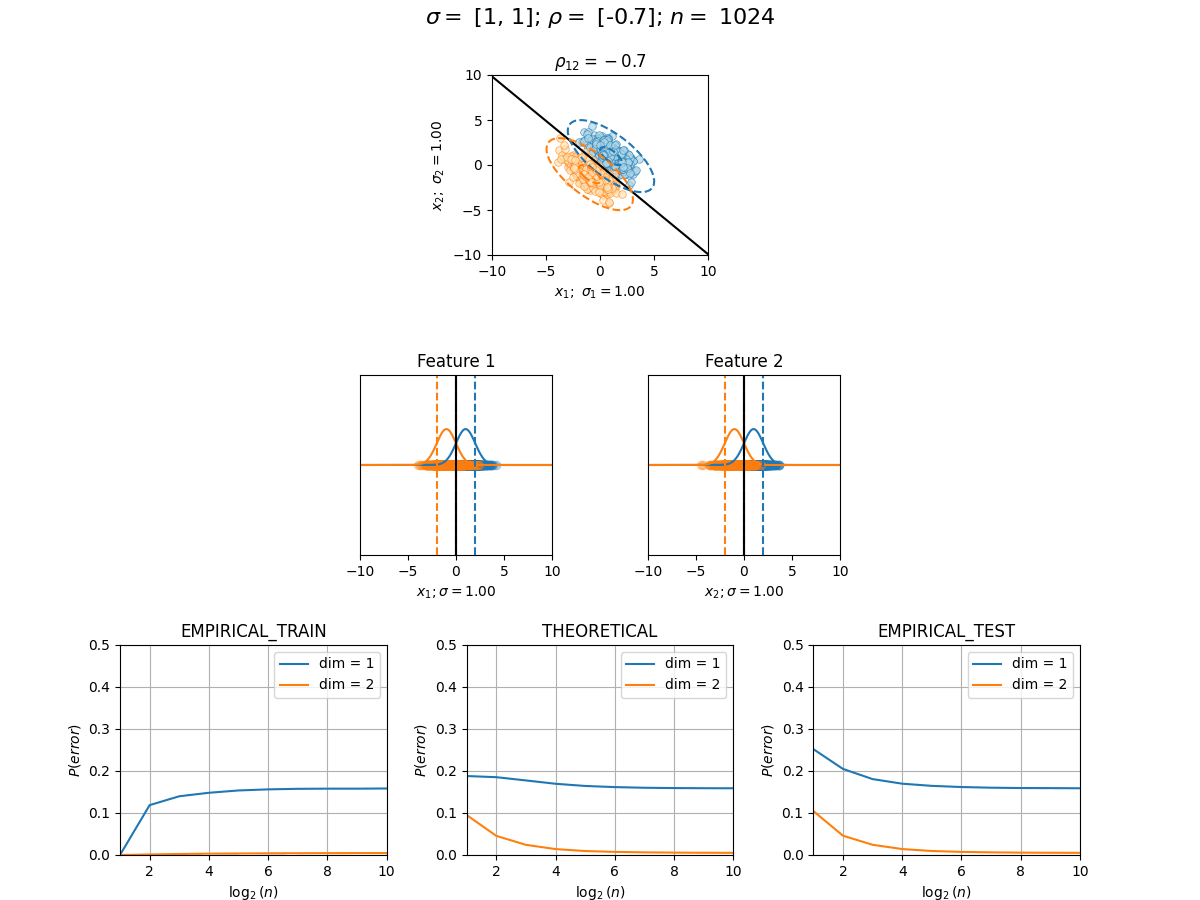 σ = [1, 1]; ρ = [-0.7]; n = 1024
ρ₁₂ = −0.7
10
5
0
−5
−10
x₂; σ₂ = 1.00
−10 −5 0 5 10
x₁; σ₁ = 1.00
Feature 1
−10 −5 0 5 10
x₁; σ = 1.00
Feature 2
−10 −5 0 5 10
x₂; σ = 1.00
EMPIRICAL_TRAIN
dim = 1
dim = 2
0.5
0.4
0.3
0.2
0.1
0.0
P(error)
2 4 6 8 10
log₂(n)
THEORETICAL
dim = 1
dim = 2
0.5
0.4
0.3
0.2
0.1
0.0
P(error)
2 4 6 8 10
log₂(n)
EMPIRICAL_TEST
dim = 1
dim = 2
0.5
0.4
0.3
0.2
0.1
0.0
P(error)
2 4 6 8 10
log₂(n)